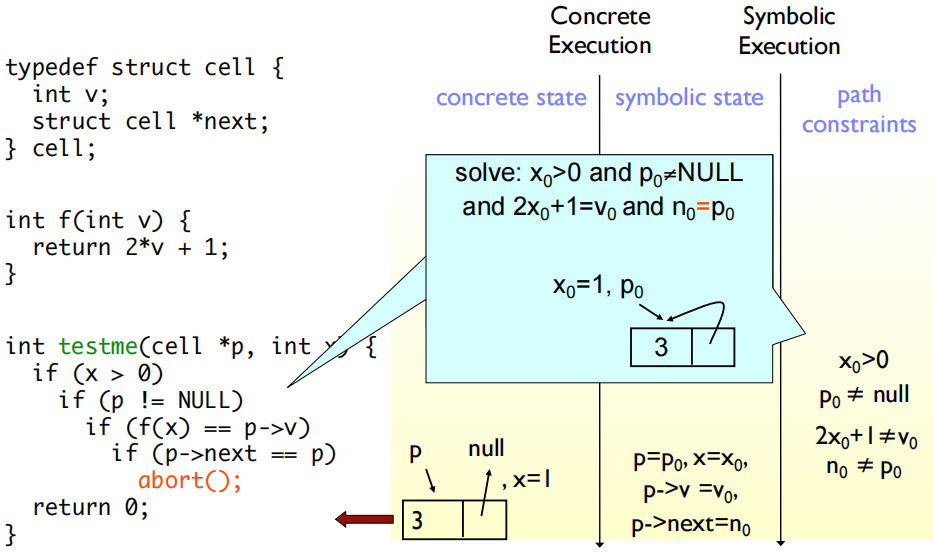 typedef struct cell {
int v;
struct cell *next;
} cell;
int f(int v) {
return 2*v + 1;
}
int testme(cell *p, int x) {
if (x > 0)
if (p != NULL)
if (f(x) == p->v)
if (p->next == p)
abort();
return 0;
}
Concrete
Execution
Symbolic
Execution
concrete state
symbolic state
path
constraints
solve: x₀>0 and p₀≠NULL
and 2x₀+1=v₀ and n₀=p₀
x₀=1, p₀
3
p
null
, x=1
3
p=p₀, x=x₀,
p->v =v₀,
p->next=n₀
x₀>0
p₀ ≠ null
2x₀+1≠v₀
n₀ ≠ p₀